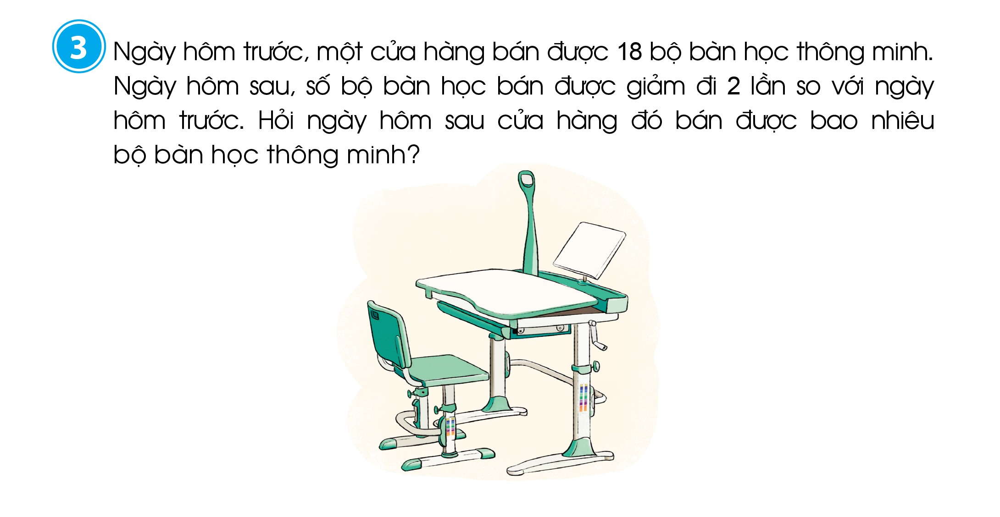 3 Ngày hôm trước, một cửa hàng bán được 18 bộ bàn học thông minh.
Ngày hôm sau, số bộ bàn học bán được giảm đi 2 lần so với ngày
hôm trước. Hỏi ngày hôm sau cửa hàng đó bán được bao nhiêu
bộ bàn học thông minh?